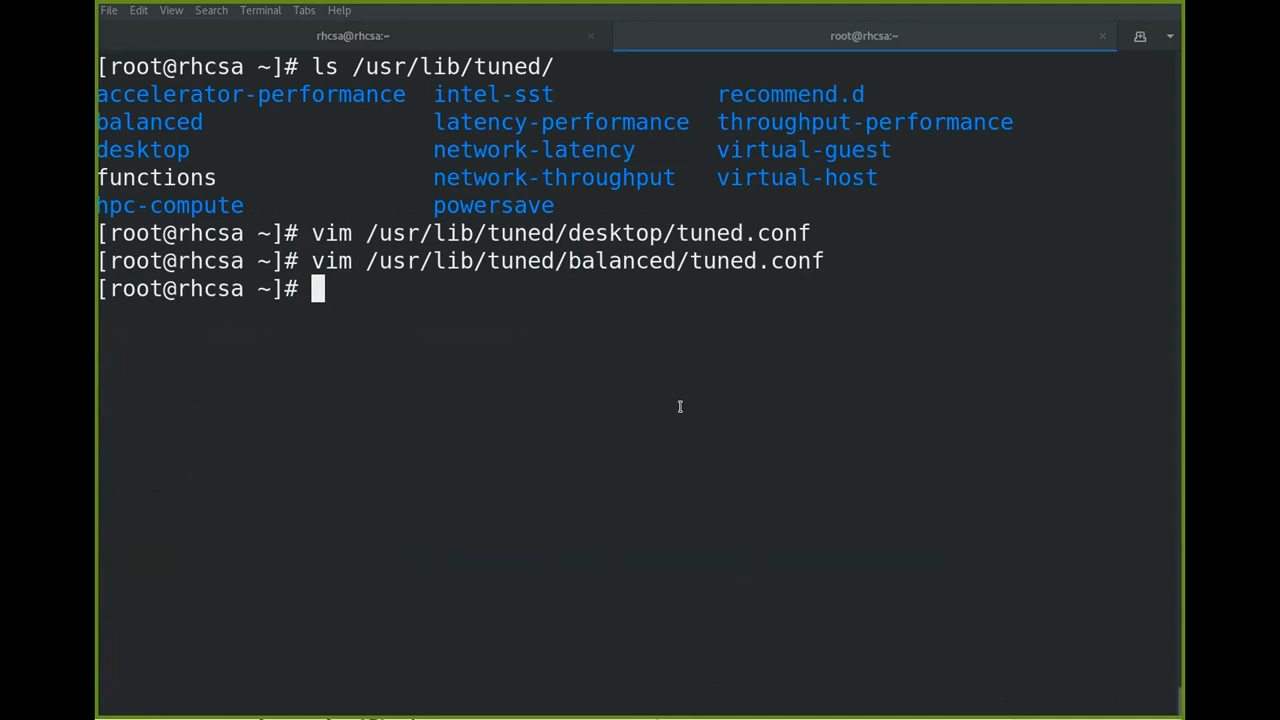 File Edit View Search Terminal Tabs Help
rhcsa@rhcsa:~ × root@rhcsa:~ ×
[root@rhcsa ~]# ls /usr/lib/tuned/
accelerator-performance intel-sst recommend.d
balanced latency-performance throughput-performance
desktop network-latency virtual-guest
functions network-throughput virtual-host
hpc-compute powersave
[root@rhcsa ~]# vim /usr/lib/tuned/desktop/tuned.conf
[root@rhcsa ~]# vim /usr/lib/tuned/balanced/tuned.conf
[root@rhcsa ~]#